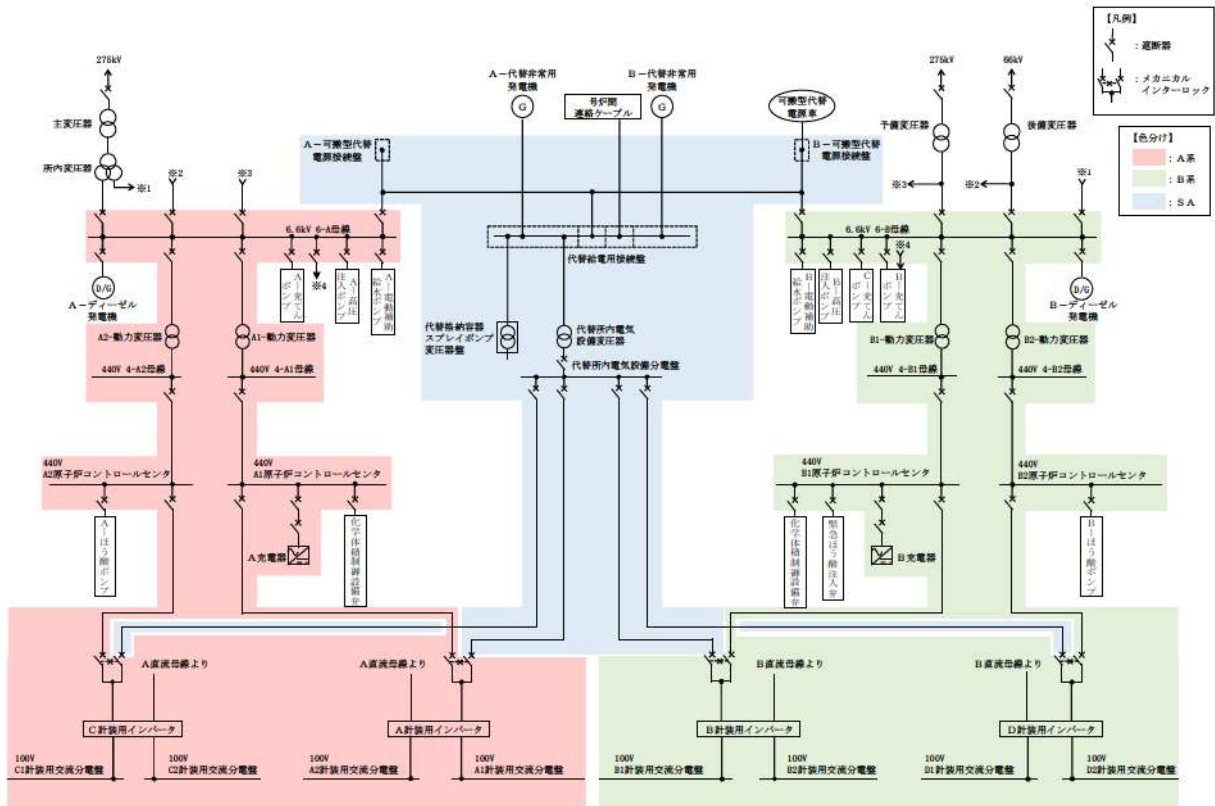 【凡例】
：遮断器
：メカニカル
インターロック
【色分け】
：A系
：B系
：SA
275kV
主変圧器
所内変圧器
※1
※2
※3
A－代替非常用
発電機
G
号炉間
連絡ケーブル
B－代替非常用
発電機
G
可搬型代替
電源車
A－可搬型代替
電源接続盤
B－可搬型代替
電源接続盤
275kV
66kV
予備変圧器
後備変圧器
※3
※2
※1
6.6kV 6-A母線
代替給電用接続盤
6.6kV 6-B母線
D/G
A－ディーゼル
発電機
A－充てん
ポンプ
※4
A－高圧
注入ポンプ
A－電動補助
給水ポンプ
B－電動補助
給水ポンプ
B－高圧
注入ポンプ
C－充てん
ポンプ
※4
B－充てん
ポンプ
D/G
B－ディーゼル
発電機
A2-動力変圧器
A1-動力変圧器
代替格納容器
スプレイポンプ
変圧器盤
代替所内電気
設備変圧器
代替所内電気設備分電盤
B1-動力変圧器
B2-動力変圧器
440V 4-A2母線
440V 4-A1母線
440V 4-B1母線
440V 4-B2母線
440V
A2原子炉コントロールセンタ
440V
A1原子炉コントロールセンタ
440V
B1原子炉コントロールセンタ
440V
B2原子炉コントロールセンタ
A－ほう酸ポンプ
A充電器
化学体積制御設備弁
化学体積制御設備弁
緊急ほう酸注入弁
B充電器
B－ほう酸ポンプ
A直流母線より
A直流母線より
B直流母線より
B直流母線より
C計装用インバータ
A計装用インバータ
B計装用インバータ
D計装用インバータ
100V
C1計装用交流分電盤
100V
C2計装用交流分電盤
100V
A2計装用交流分電盤
100V
A1計装用交流分電盤
100V
B1計装用交流分電盤
100V
B2計装用交流分電盤
100V
D1計装用交流分電盤
100V
D2計装用交流分電盤